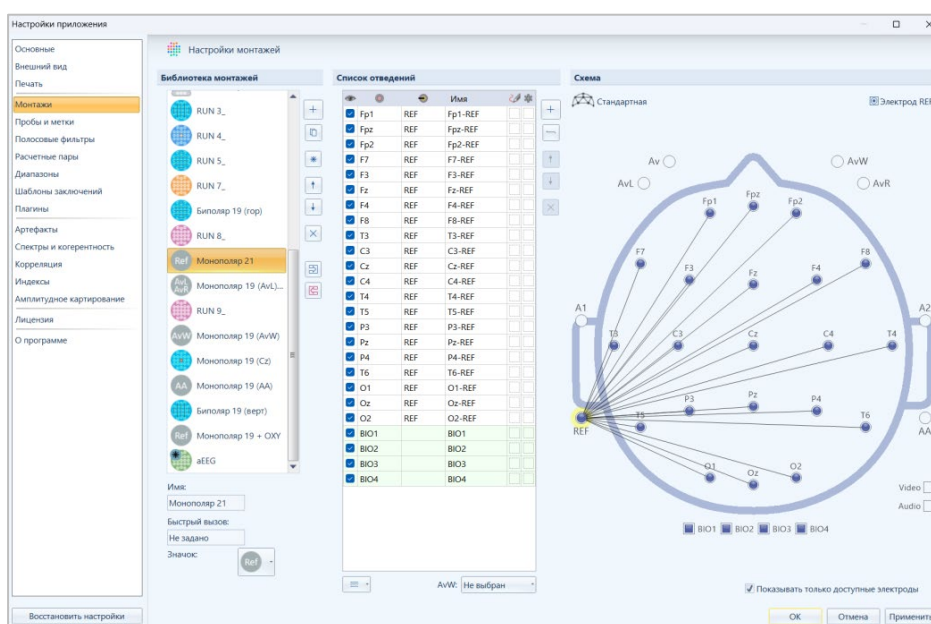 Настройки приложения
Основные
Внешний вид
Печать
Монтажи
Пробы и метки
Полосовые фильтры
Расчетные пары
Диапазоны
Шаблоны заключений
Плагины
Артефакты
Спектры и когерентность
Корреляция
Индексы
Амплитудное картирование
Лицензия
О программе
Восстановить настройки
Настройки монтажей
Библиотека монтажей
RUN 3_
RUN 4_
RUN 5_
RUN 7_
Биполяр 19 (гор)
RUN 8_
Ref Монополяр 21
AvL AvR Монополяр 19 (AvL)...
RUN 9_
AvW Монополяр 19 (AvW)
Монополяр 19 (Cz)
AA Монополяр 19 (AA)
Биполяр 19 (верт)
Ref Монополяр 19 + OXY
aEEG
Имя:
Монополяр 21
Быстрый вызов:
Не задано
Значок:
Ref
Список отведений
Имя
Fp1 REF Fp1-REF
Fpz REF Fpz-REF
Fp2 REF Fp2-REF
F7 REF F7-REF
F3 REF F3-REF
Fz REF Fz-REF
F4 REF F4-REF
F8 REF F8-REF
T3 REF T3-REF
C3 REF C3-REF
Cz REF Cz-REF
C4 REF C4-REF
T4 REF T4-REF
T5 REF T5-REF
P3 REF P3-REF
Pz REF Pz-REF
P4 REF P4-REF
T6 REF T6-REF
O1 REF O1-REF
Oz REF Oz-REF
O2 REF O2-REF
BIO1 BIO1
BIO2 BIO2
BIO3 BIO3
BIO4 BIO4
AvW: Не выбран
Схема
Стандартная
Электрод REF
Av AvW
AvL AvR
Fp1 Fpz Fp2
F7 F8
F3 Fz F4
A1 A2
T3 C3 Cz C4 T4
P3 Pz P4
REF T5 T6 AA
O1 Oz O2
Video
Audio
BIO1 BIO2 BIO3 BIO4
Показывать только доступные электроды
OK Отмена Применить